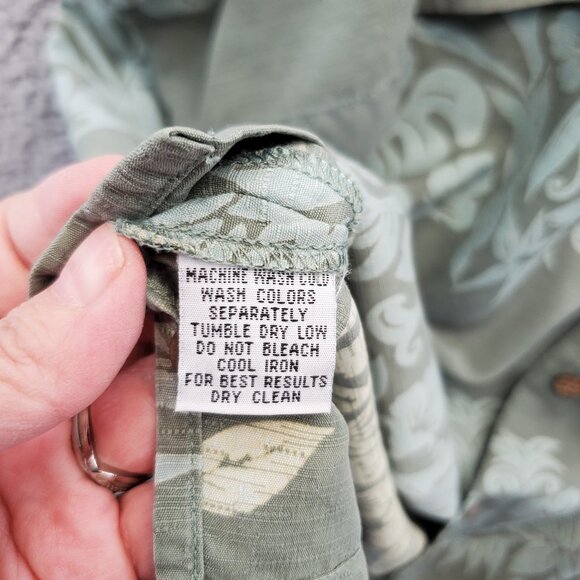 MACHINE WASH COLD
WASH COLORS
SEPARATELY
TUMBLE DRY LOW
DO NOT BLEACH
COOL IRON
FOR BEST RESULTS
DRY CLEAN